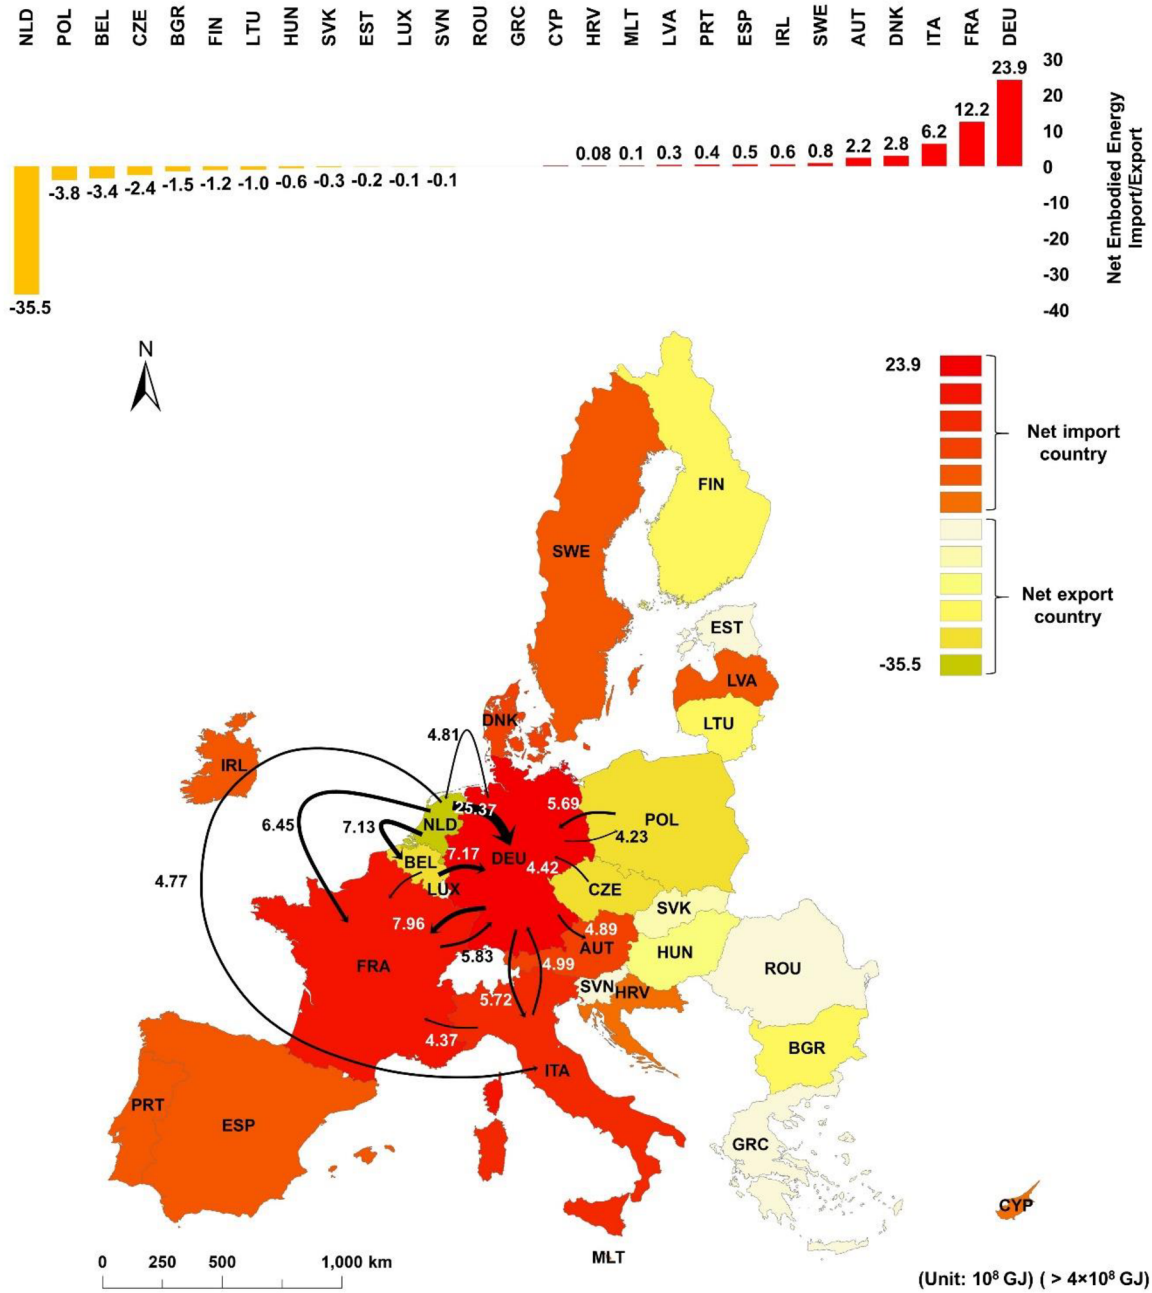 NLD POL BEL CZE BGR FIN LTU HUN SVK EST LUX SVN ROU GRC CYP HRV MLT LVA PRT ESP IRL SWE AUT DNK ITA FRA DEU
30
20
10
0
-10
-20
-30
-40
Net Embodied Energy
Import/Export
-35.5 -3.8 -3.4 -2.4 -1.5 -1.2 -1.0 -0.6 -0.3 -0.2 -0.1 -0.1 0.08 0.1 0.3 0.4 0.5 0.6 0.8 2.2 2.8 6.2 12.2 23.9
N
23.9
Net import
country
Net export
country
-35.5
FIN
SWE
EST
LVA
LTU
DNK
4.81
IRL
25.37
5.69
POL
6.45
7.13
NLD
4.23
7.17
DEU
BEL
4.42
4.77
LUX
CZE
SVK
7.96
4.89
AUT
5.83
HUN
FRA
4.99
ROU
SVN
HRV
5.72
4.37
BGR
ITA
PRT
ESP
GRC
CYP
MLT
0 250 500 1,000 km
(Unit: 10⁸ GJ) ( > 4×10⁸ GJ)